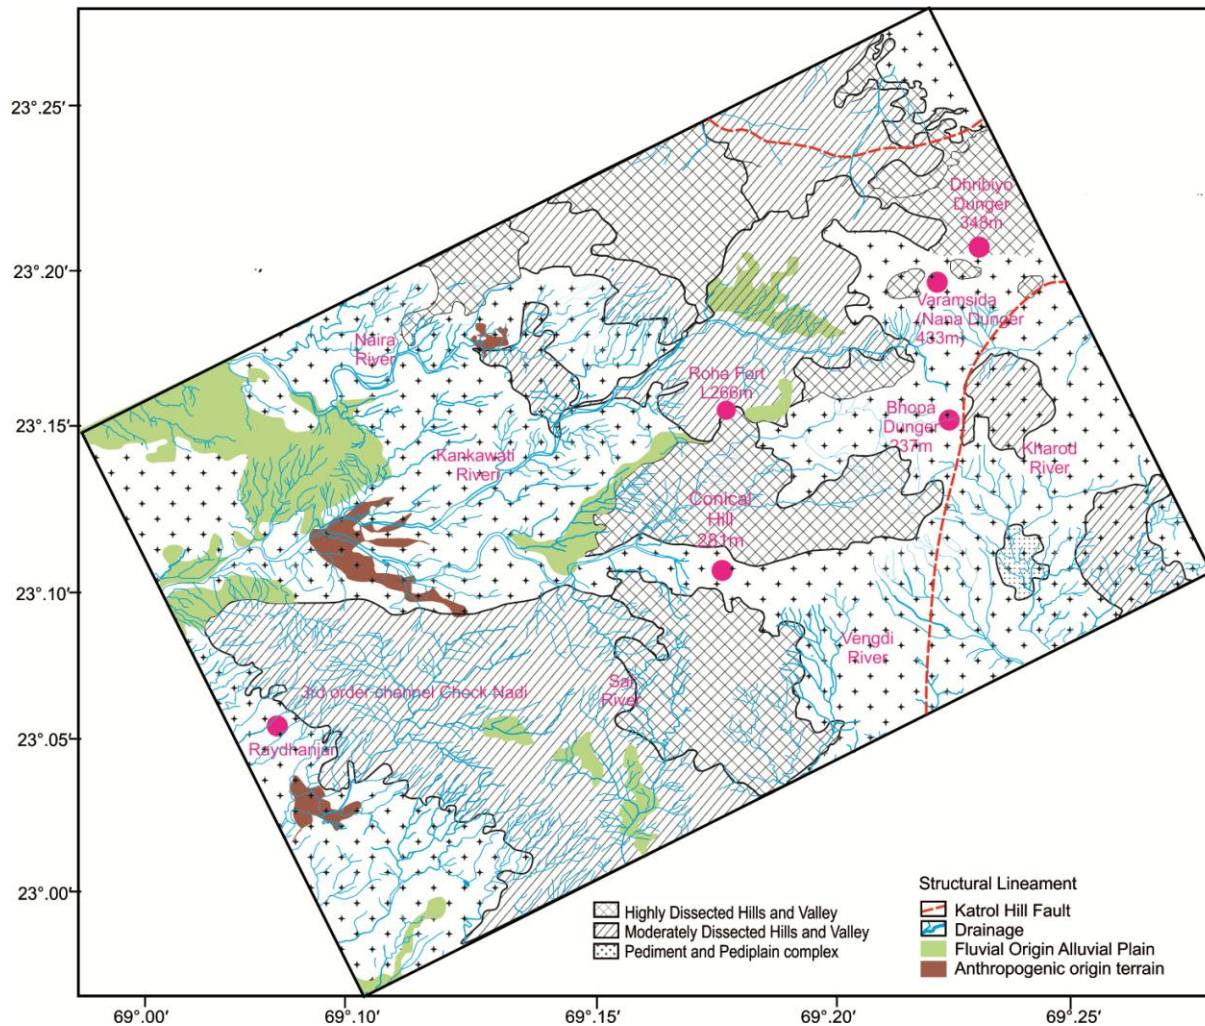 23°.25′
23°.20′
23°.15′
23°.10′
23°.05′
23°.00′
Dhribiyo
Dunger
348m
Varamsida
(Nana Dunger
433m)
Naira
River
Roha Fort
L266m
Bhopa
Dunger
237m
Kharod
River
Kankawati
Riveri
Conical
Hill
281m
Vengdi
River
Sai
River
3rd order channel Check Nadi
Raydhanjar
Highly Dissected Hills and Valley
Moderately Dissected Hills and Valley
Pediment and Pediplain complex
Structural Lineament
Katrol Hill Fault
Drainage
Fluvial Origin Alluvial Plain
Anthropogenic origin terrain
69°.00′ 69°.10′ 69°.15′ 69°.20′ 69°.25′